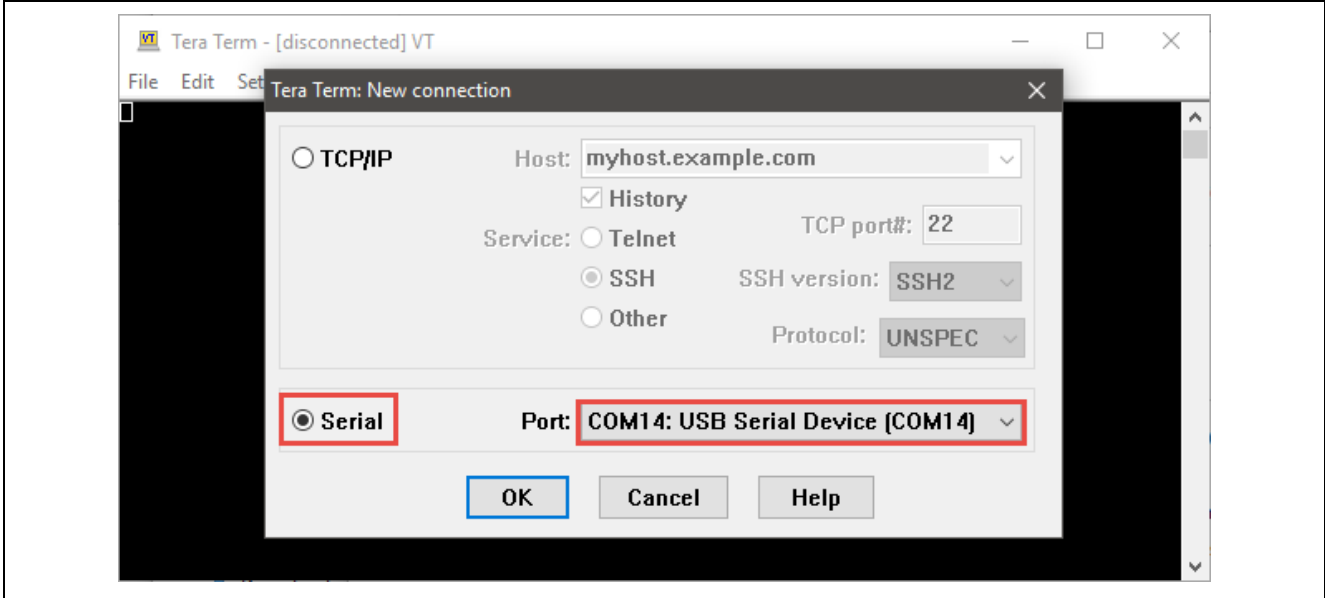 VT Tera Term - [disconnected] VT
File Edit Set
Tera Term: New connection
TCP/IP Host: myhost.example.com
History
TCP port#: 22
Service: Telnet
SSH SSH version: SSH2
Other
Protocol: UNSPEC
Serial Port: COM14: USB Serial Device (COM14)
OK Cancel Help